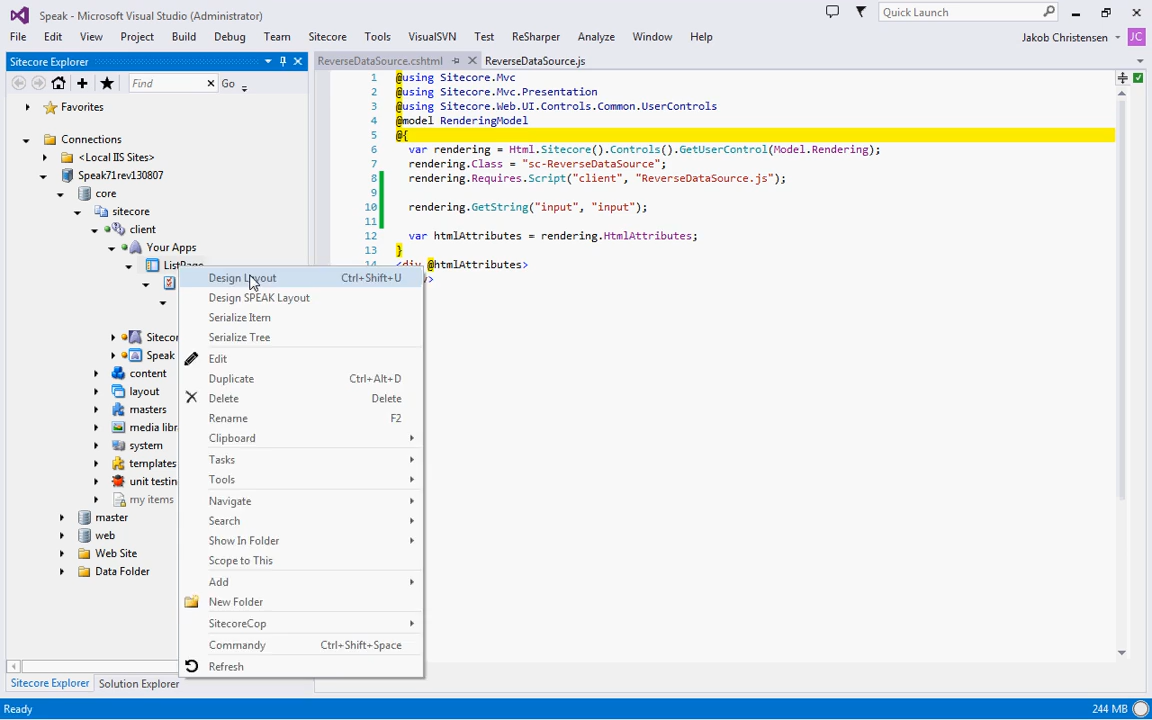 Speak - Microsoft Visual Studio (Administrator)
Quick Launch
File Edit View Project Build Debug Team Sitecore Tools VisualSVN Test ReSharper Analyze Window Help
Jakob Christensen JC
Sitecore Explorer
ReverseDataSource.cshtml ReverseDataSource.js
Find Go
Favorites
Connections
<Local IIS Sites>
Speak71rev130807
core
sitecore
client
Your Apps
ListPage
Sitecor
Speak
content
layout
masters
media libr
system
templates
unit testin
my items
master
web
Web Site
Data Folder
Design Layout Ctrl+Shift+U
Design SPEAK Layout
Serialize Item
Serialize Tree
Edit
Duplicate Ctrl+Alt+D
Delete Delete
Rename F2
Clipboard
Tasks
Tools
Navigate
Search
Show In Folder
Scope to This
Add
New Folder
SitecoreCop
Commandy Ctrl+Shift+Space
Refresh
1 @using Sitecore.Mvc
2 @using Sitecore.Mvc.Presentation
3 @using Sitecore.Web.UI.Controls.Common.UserControls
4 @model RenderingModel
5 @{
6 var rendering = Html.Sitecore().Controls().GetUserControl(Model.Rendering);
7 rendering.Class = "sc-ReverseDataSource";
8 rendering.Requires.Script("client", "ReverseDataSource.js");
9
10 rendering.GetString("input", "input");
11
12 var htmlAttributes = rendering.HtmlAttributes;
13 }
14 <div @htmlAttributes>
v>
Sitecore Explorer Solution Explorer
Ready
244 MB